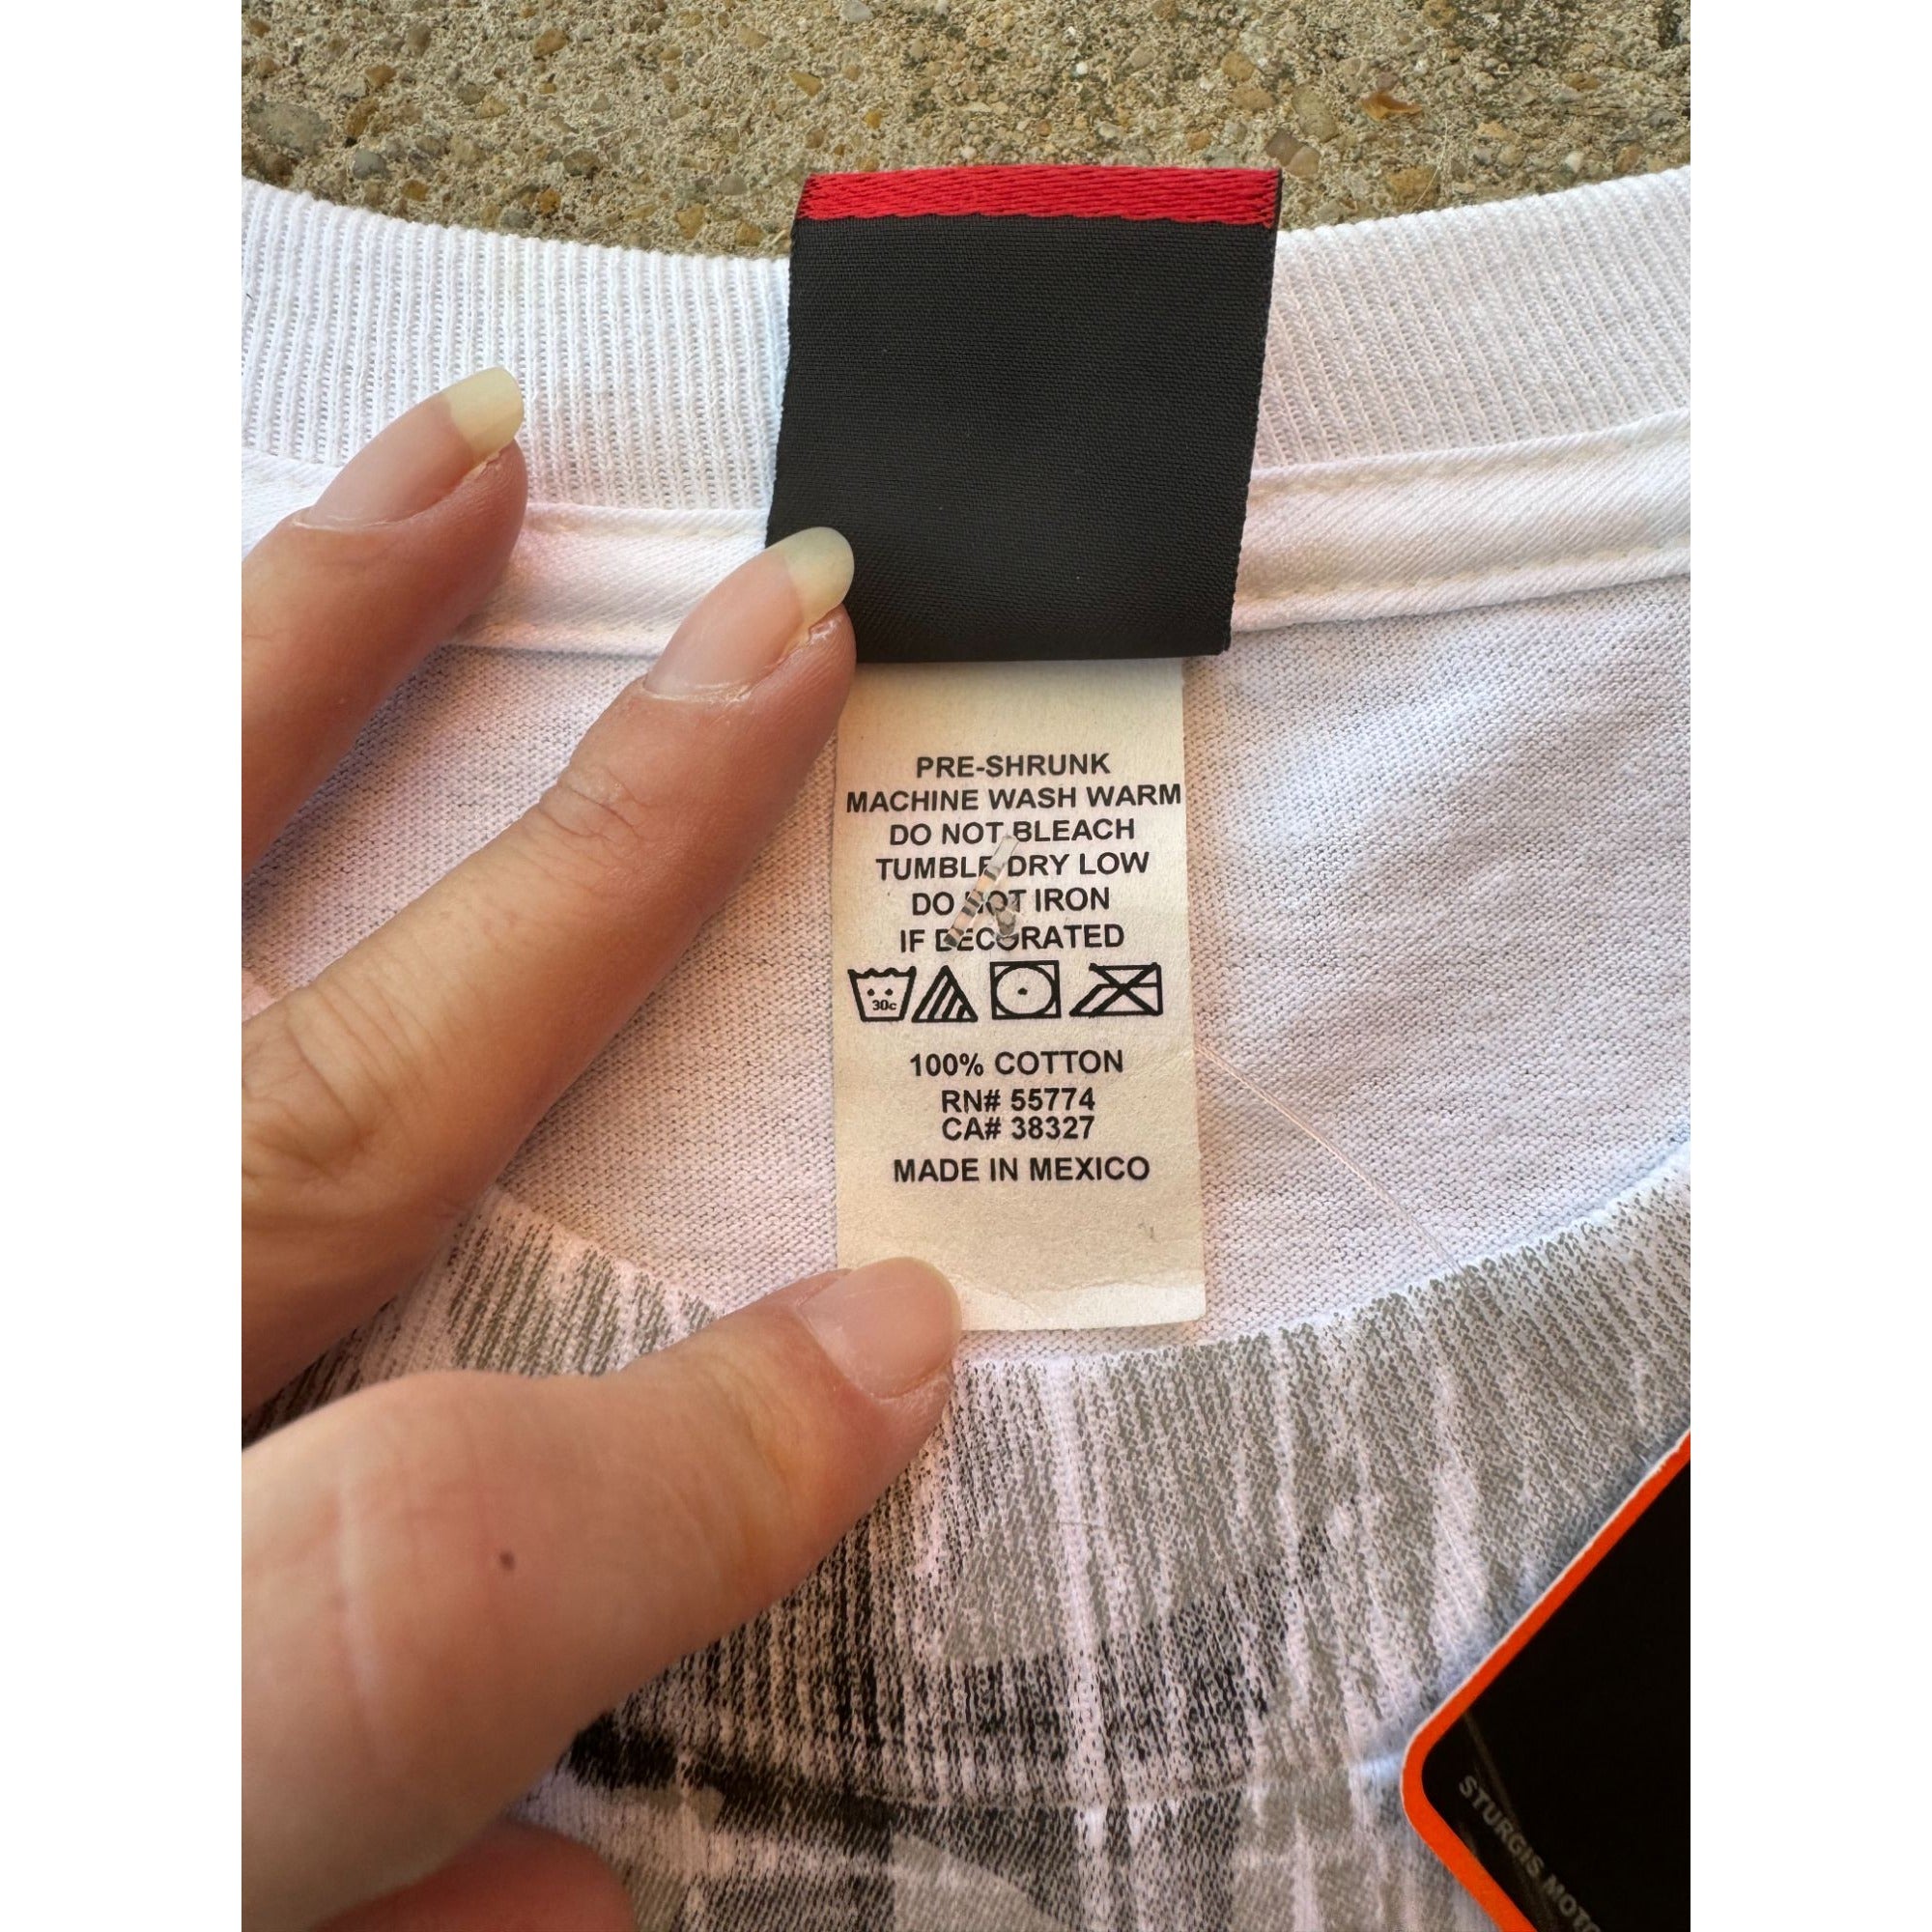 PRE-SHRUNK
MACHINE WASH WARM
DO NOT BLEACH
TUMBLE DRY LOW
DO NOT IRON
IF DECORATED
30c
100% COTTON
RN# 55774
CA# 38327
MADE IN MEXICO
STURGIS MOTO